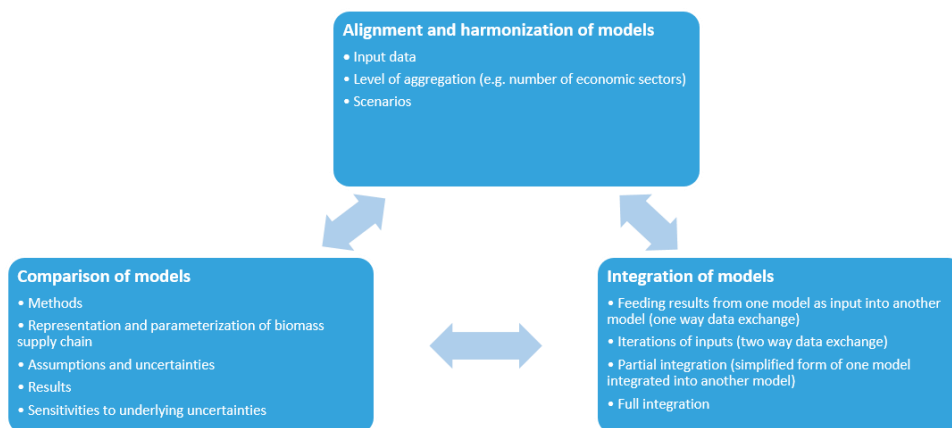 Alignment and harmonization of models
• Input data
• Level of aggregation (e.g. number of economic sectors)
• Scenarios
Comparison of models
• Methods
• Representation and parameterization of biomass
supply chain
• Assumptions and uncertainties
• Results
• Sensitivities to underlying uncertainties
Integration of models
• Feeding results from one model as input into another
model (one way data exchange)
• Iterations of inputs (two way data exchange)
• Partial integration (simplified form of one model
integrated into another model)
• Full integration